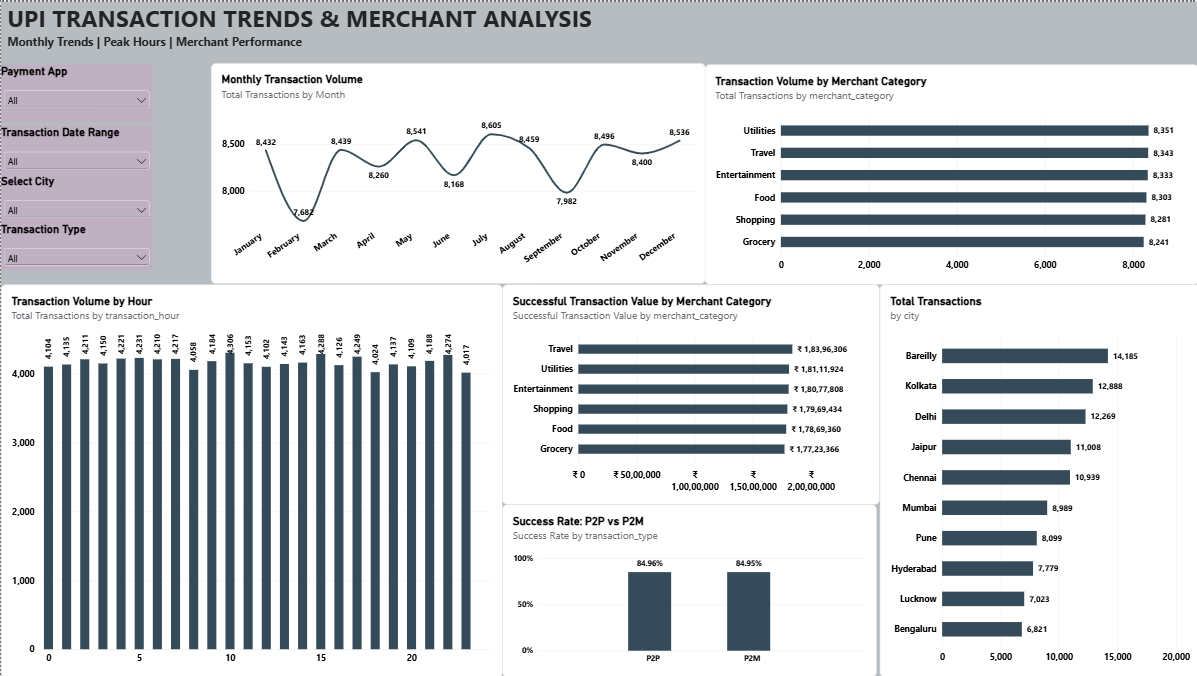 UPI TRANSACTION TRENDS & MERCHANT ANALYSIS
Monthly Trends | Peak Hours | Merchant Performance
Payment App
All
Transaction Date Range
All
Select City
All
Transaction Type
All
Monthly Transaction Volume
Total Transactions by Month
8,500
8,000
8,432
7,682
8,439
8,260
8,541
8,168
8,605
8,459
7,982
8,496
8,400
8,536
January
February
March
April
May
June
July
August
September
October
November
December
Transaction Volume by Merchant Category
Total Transactions by merchant_category
Utilities 8,351
Travel 8,343
Entertainment 8,333
Food 8,303
Shopping 8,281
Grocery 8,241
0 2,000 4,000 6,000 8,000
Transaction Volume by Hour
Total Transactions by transaction_hour
4,104
4,135
4,211
4,150
4,221
4,231
4,210
4,217
4,058
4,184
4,306
4,153
4,102
4,143
4,163
4,288
4,126
4,249
4,024
4,137
4,109
4,188
4,274
4,017
4,000
3,000
2,000
1,000
0
0 5 10 15 20
Successful Transaction Value by Merchant Category
Successful Transaction Value by merchant_category
Travel ₹ 1,83,96,306
Utilities ₹ 1,81,11,924
Entertainment ₹ 1,80,77,808
Shopping ₹ 1,79,69,434
Food ₹ 1,78,69,360
Grocery ₹ 1,77,23,366
₹ 0 ₹ 50,00,000 ₹ ₹ ₹
1,00,00,000 1,50,00,000 2,00,00,000
Success Rate: P2P vs P2M
Success Rate by transaction_type
100%
50%
0%
84.96% 84.95%
P2P P2M
Total Transactions
by city
Bareilly 14,185
Kolkata 12,888
Delhi 12,269
Jaipur 11,008
Chennai 10,939
Mumbai 8,989
Pune 8,099
Hyderabad 7,779
Lucknow 7,023
Bengaluru 6,821
0 5,000 10,000 15,000 20,000